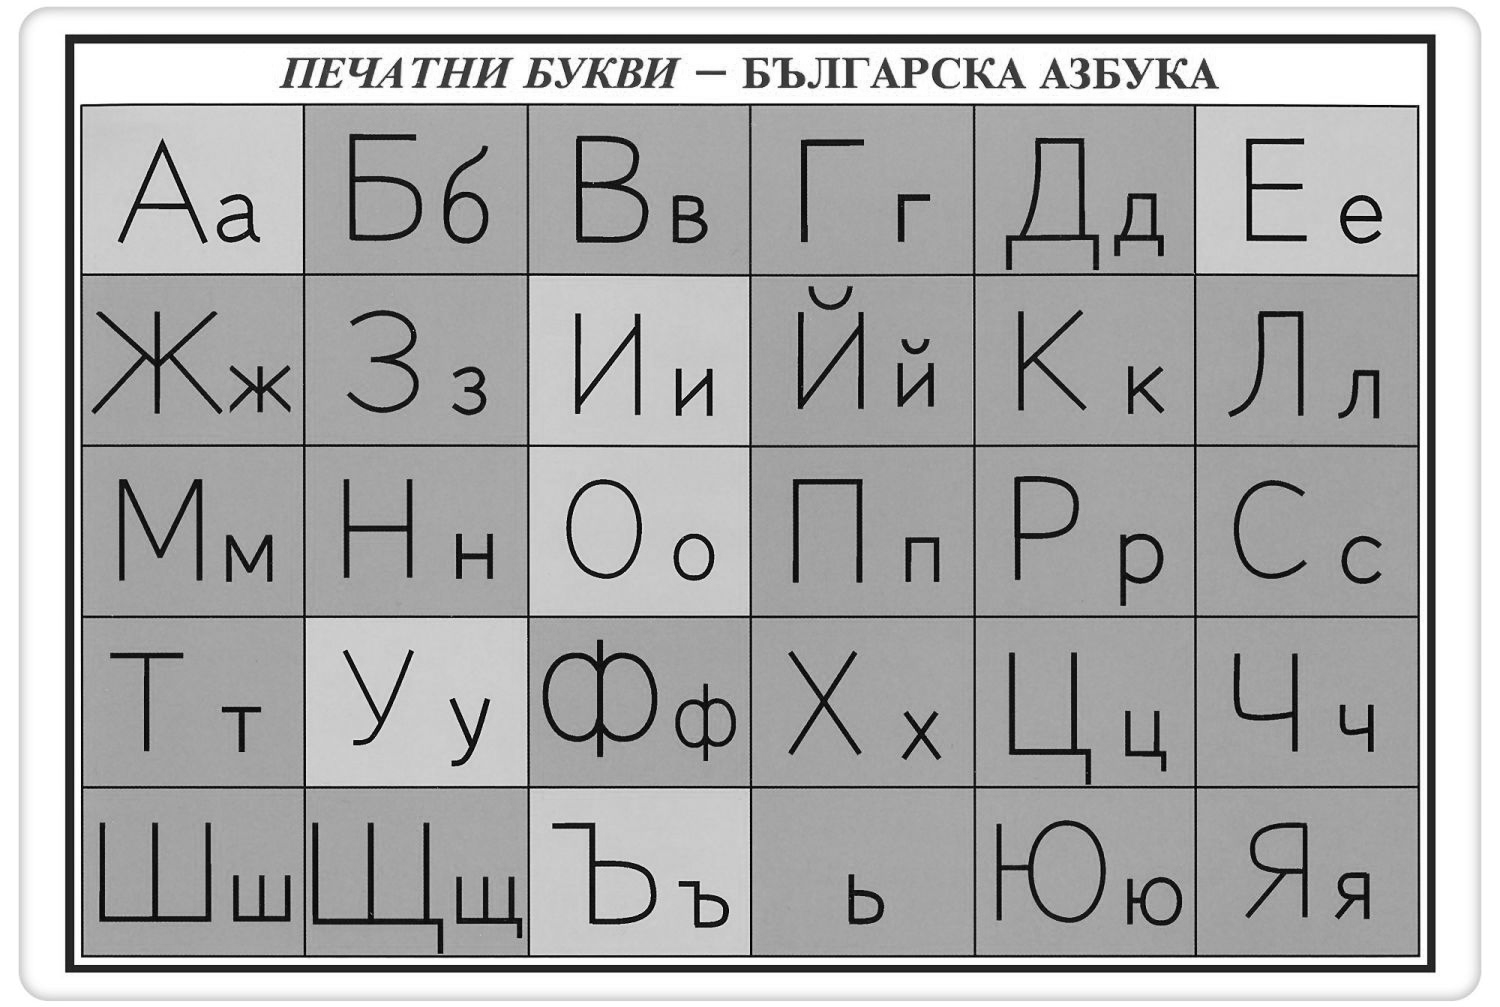 ПЕЧАТНИ БУКВИ – БЪЛГАРСКА АЗБУКА
Аа Бб Вв Гг Дд Ее
Жж Зз Ии Йй Кк Лл
Мм Нн Оо Пп Рр Сс
Тт Уу Фф Хх Цц Чч
Шш Щщ Ъъ ь Юю Яя